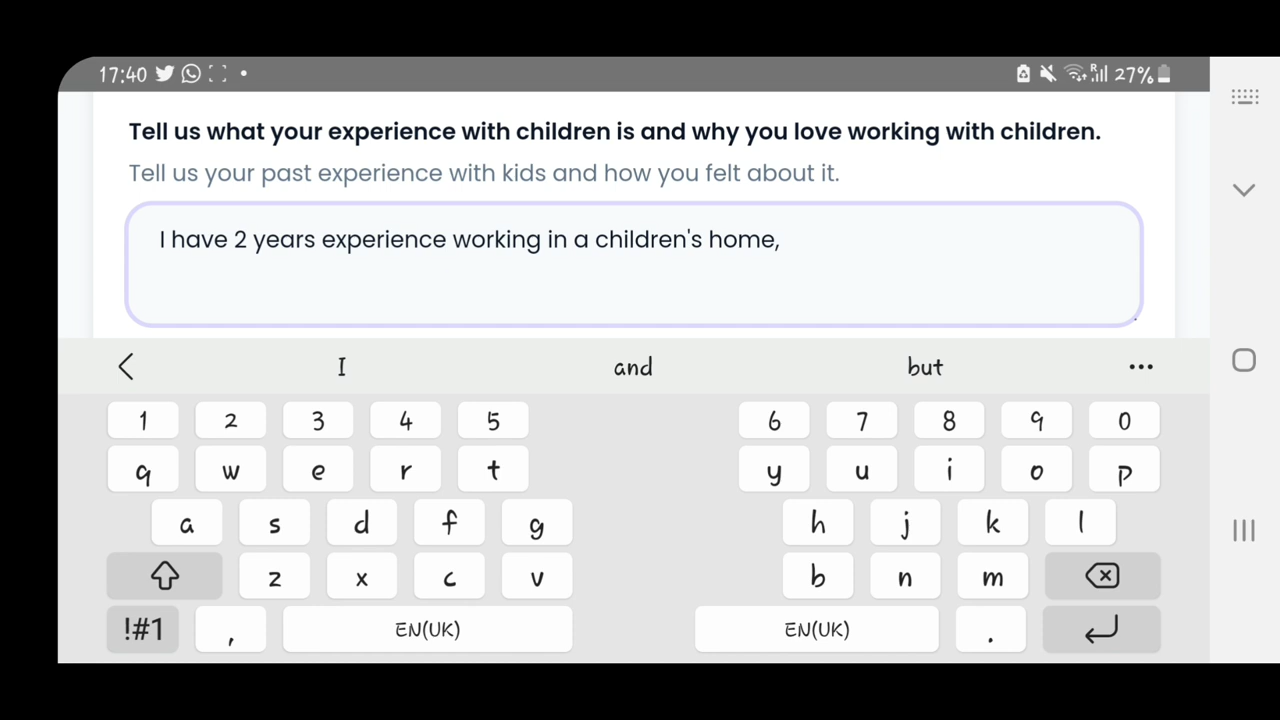 17:40 27%
Tell us what your experience with children is and why you love working with children.
Tell us your past experience with kids and how you felt about it.
I have 2 years experience working in a children's home,
I and but
1 2 3 4 5 6 7 8 9 0
q w e r t y u i o p
a s d f g h j k l
z x c v b n m
!#1 , EN(UK) EN(UK) .